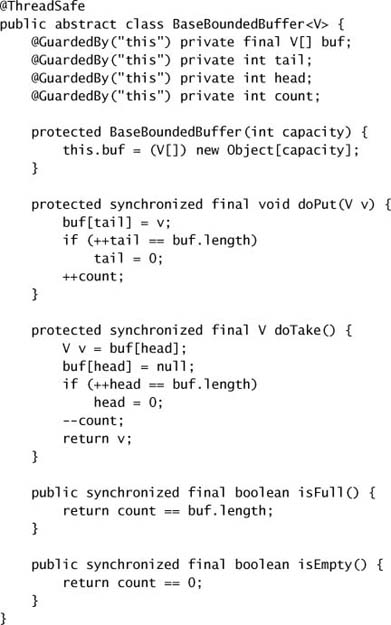 @ThreadSafe
public abstract class BaseBoundedBuffer<V> {
    @GuardedBy("this") private final V[] buf;
    @GuardedBy("this") private int tail;
    @GuardedBy("this") private int head;
    @GuardedBy("this") private int count;

    protected BaseBoundedBuffer(int capacity) {
        this.buf = (V[]) new Object[capacity];
    }

    protected synchronized final void doPut(V v) {
        buf[tail] = v;
        if (++tail == buf.length)
            tail = 0;
        ++count;
    }

    protected synchronized final V doTake() {
        V v = buf[head];
        buf[head] = null;
        if (++head == buf.length)
            head = 0;
        --count;
        return v;
    }

    public synchronized final boolean isFull() {
        return count == buf.length;
    }

    public synchronized final boolean isEmpty() {
        return count == 0;
    }
}